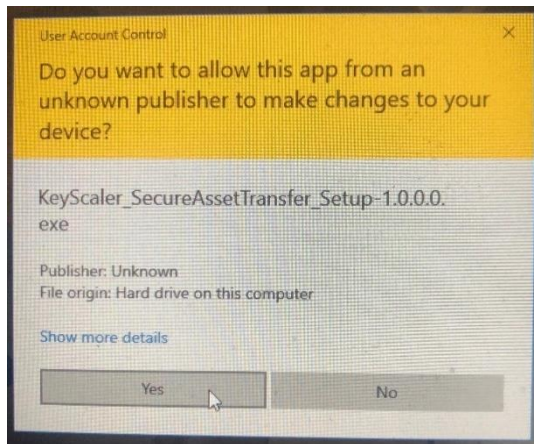 User Account Control
Do you want to allow this app from an
unknown publisher to make changes to your
device?
KeyScaler_SecureAssetTransfer_Setup-1.0.0.0.
exe
Publisher: Unknown
File origin: Hard drive on this computer
Show more details
Yes
No